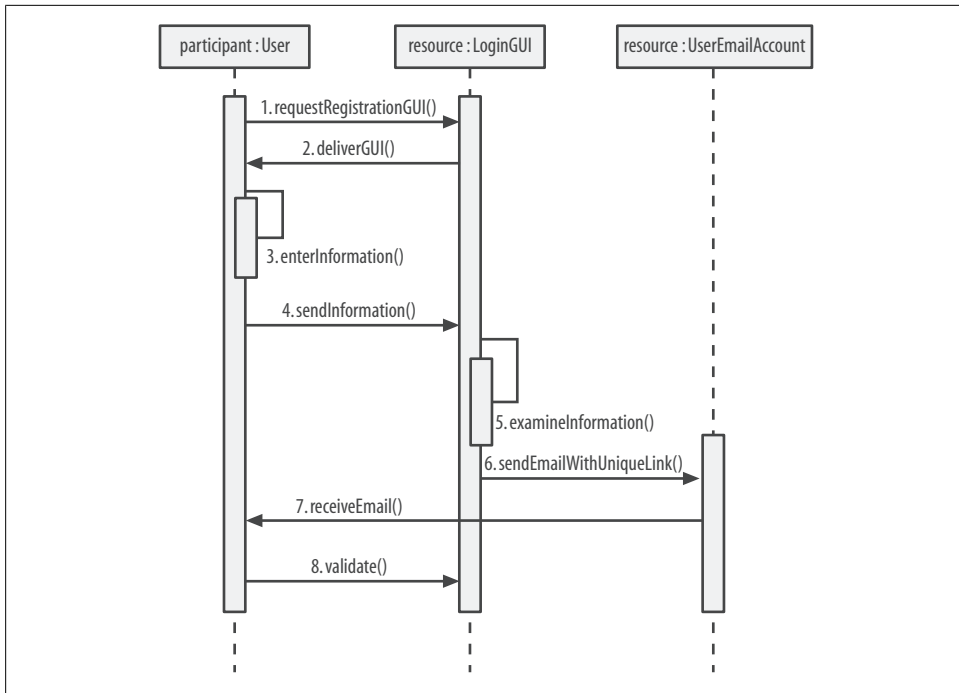 participant : User
resource : LoginGUI
resource : UserEmailAccount
1. requestRegistrationGUI()
2. deliverGUI()
3. enterInformation()
4. sendInformation()
5. examineInformation()
6. sendEmailWithUniqueLink()
7. receiveEmail()
8. validate()